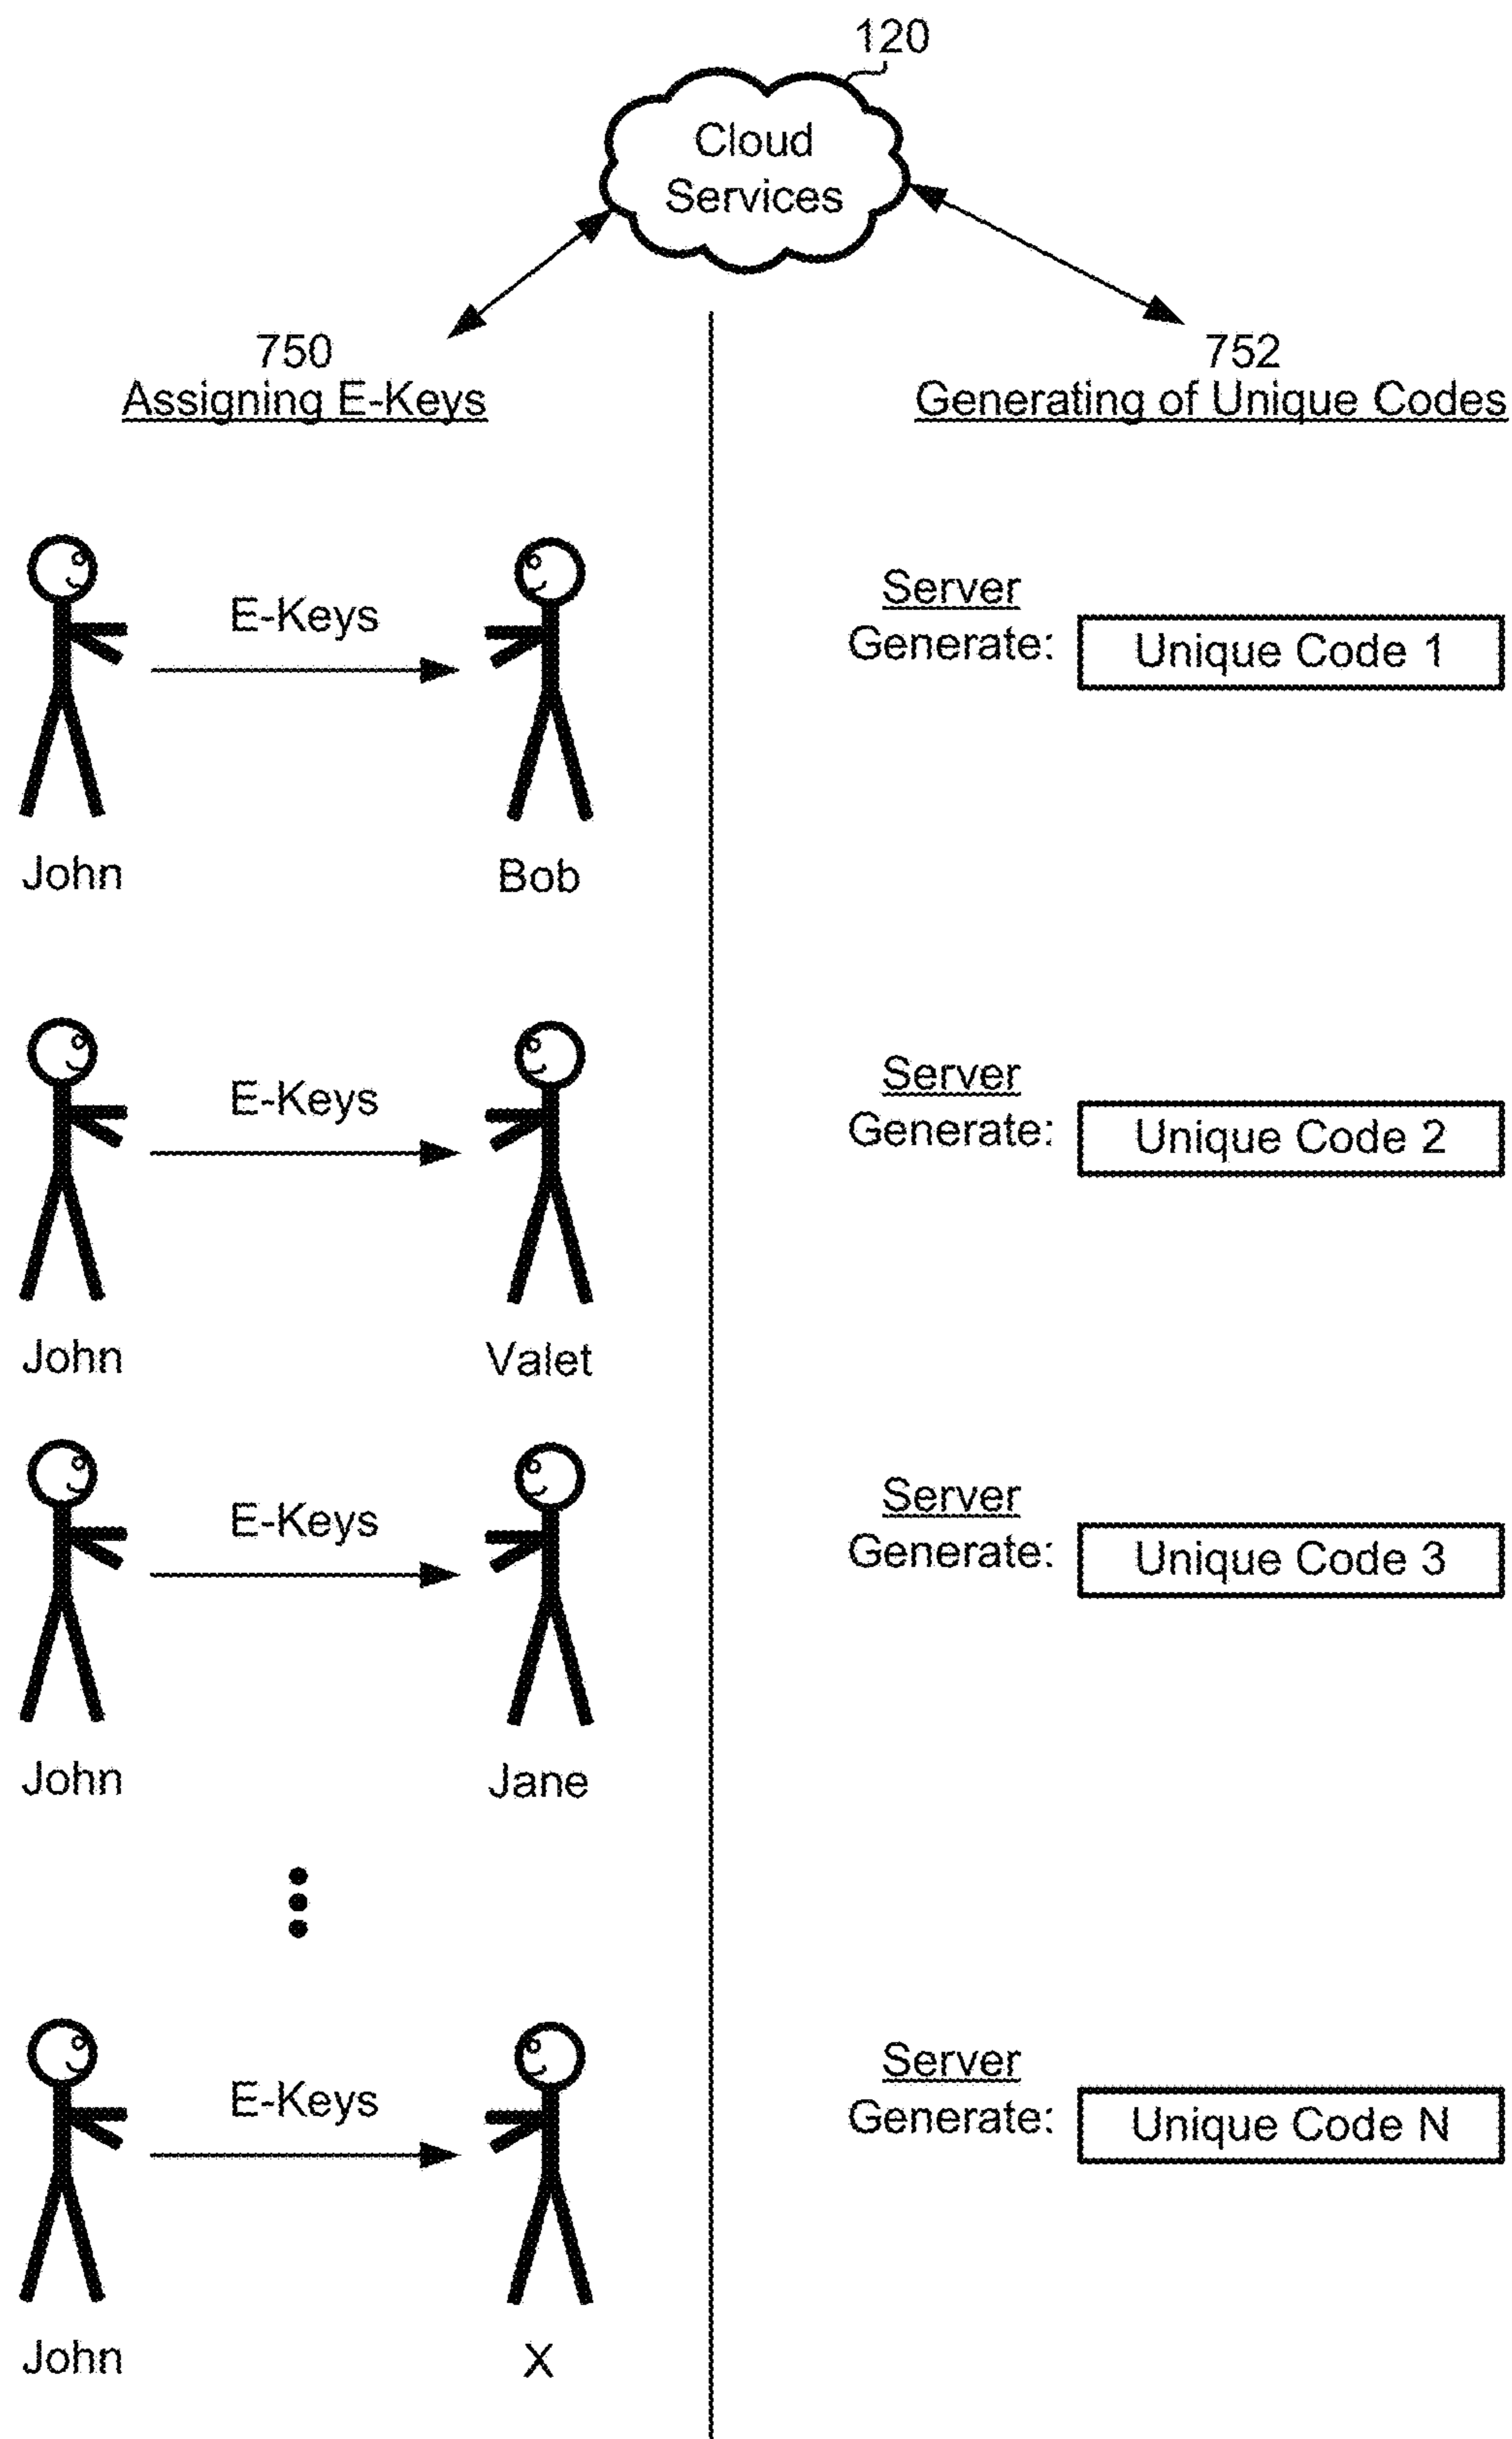 120
Cloud
Services
750
Assigning E-Keys
752
Generating of Unique Codes
E-Keys
John
Bob
Server
Generate:
Unique Code 1
E-Keys
John
Valet
Server
Generate:
Unique Code 2
E-Keys
John
Jane
Server
Generate:
Unique Code 3
E-Keys
John
X
Server
Generate:
Unique Code N